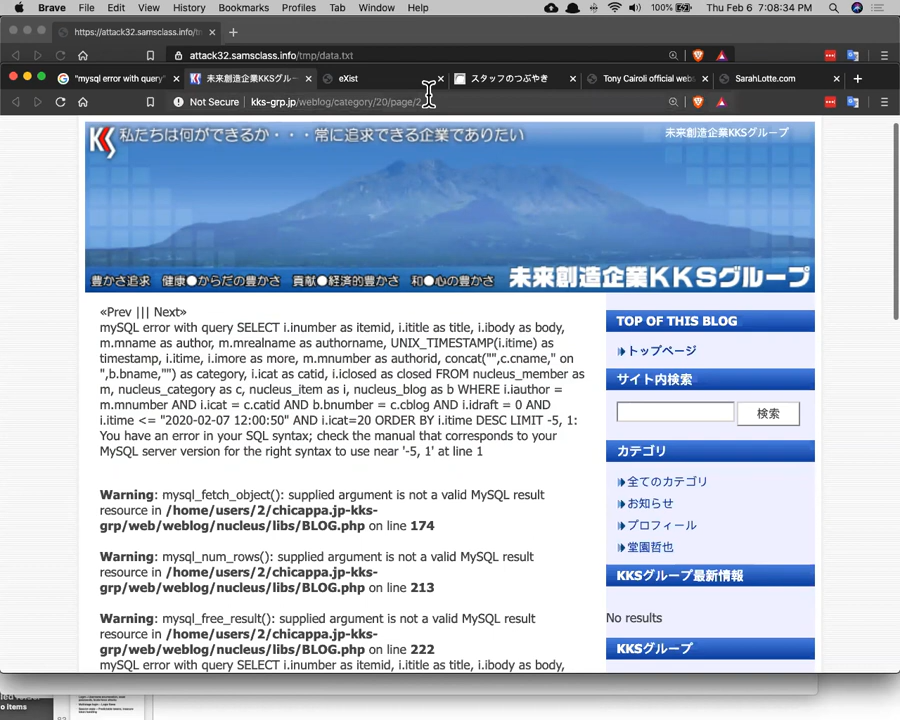 Brave File Edit View History Bookmarks Profiles Tab Window Help 100% Thu Feb 6 7:08:34 PM
https://attack32.samsclass.info/tmp × +
attack32.samsclass.info/tmp/data.txt
"mysql error with query" × 未来創造企業KKSグルー × eXist × スタッフのつぶやき × Tony Cairoli official webs × SarahLotte.com × +
Not Secure kks-grp.jp/weblog/category/20/page/2
KS 私たちは何ができるか・・・常に追求できる企業でありたい 未来創造企業KKSグループ
豊かさ追求 健康●からだの豊かさ 貢献●経済的豊かさ 和●心の豊かさ 未来創造企業KKSグループ
«Prev ||| Next»
mySQL error with query SELECT i.inumber as itemid, i.ititle as title, i.ibody as body,
m.mname as author, m.mrealname as authorname, UNIX_TIMESTAMP(i.itime) as
timestamp, i.itime, i.imore as more, m.mnumber as authorid, concat("",c.cname," on
",b.bname,"") as category, i.icat as catid, i.iclosed as closed FROM nucleus_member as
m, nucleus_category as c, nucleus_item as i, nucleus_blog as b WHERE i.iauthor =
m.mnumber AND i.icat = c.catid AND b.bnumber = c.cblog AND i.idraft = 0 AND
i.itime <= "2020-02-07 12:00:50" AND i.icat=20 ORDER BY i.itime DESC LIMIT -5, 1:
You have an error in your SQL syntax; check the manual that corresponds to your
MySQL server version for the right syntax to use near '-5, 1' at line 1
Warning: mysql_fetch_object(): supplied argument is not a valid MySQL result
resource in /home/users/2/chicappa.jp-kks-
grp/web/weblog/nucleus/libs/BLOG.php on line 174
Warning: mysql_num_rows(): supplied argument is not a valid MySQL result
resource in /home/users/2/chicappa.jp-kks-
grp/web/weblog/nucleus/libs/BLOG.php on line 213
Warning: mysql_free_result(): supplied argument is not a valid MySQL result
resource in /home/users/2/chicappa.jp-kks-
grp/web/weblog/nucleus/libs/BLOG.php on line 222
mySQL error with query SELECT i.inumber as itemid, i.ititle as title, i.ibody as body,
TOP OF THIS BLOG
トップページ
サイト内検索
検索
カテゴリ
全てのカテゴリ
お知らせ
プロフィール
堂園哲也
KKSグループ最新情報
No results
KKSグループ